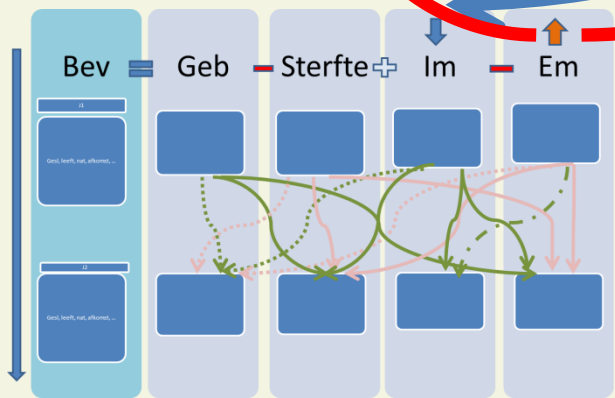 Bev = Geb - Sterfte + Im - Em
J1
Gesl, leeft, nat, afkomst, ...
J2
Gesl, leeft, nat, afkomst, ...